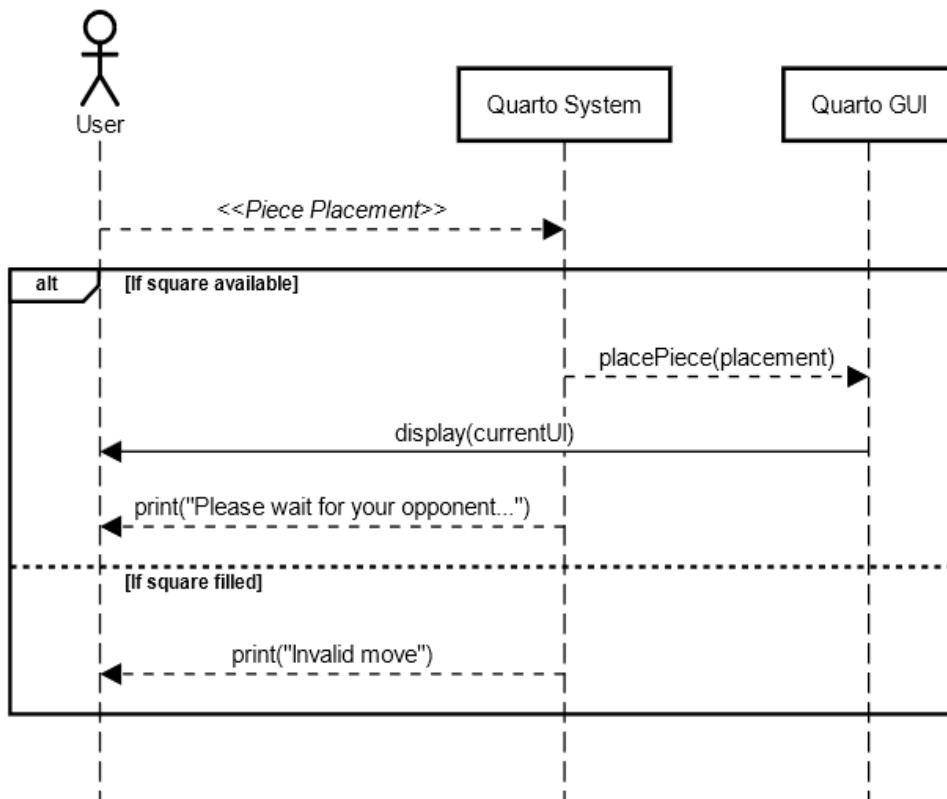 User
Quarto System
Quarto GUI
<<Piece Placement>>
alt
[If square available]
placePiece(placement)
display(currentUI)
print("Please wait for your opponent...")
[If square filled]
print("Invalid move")